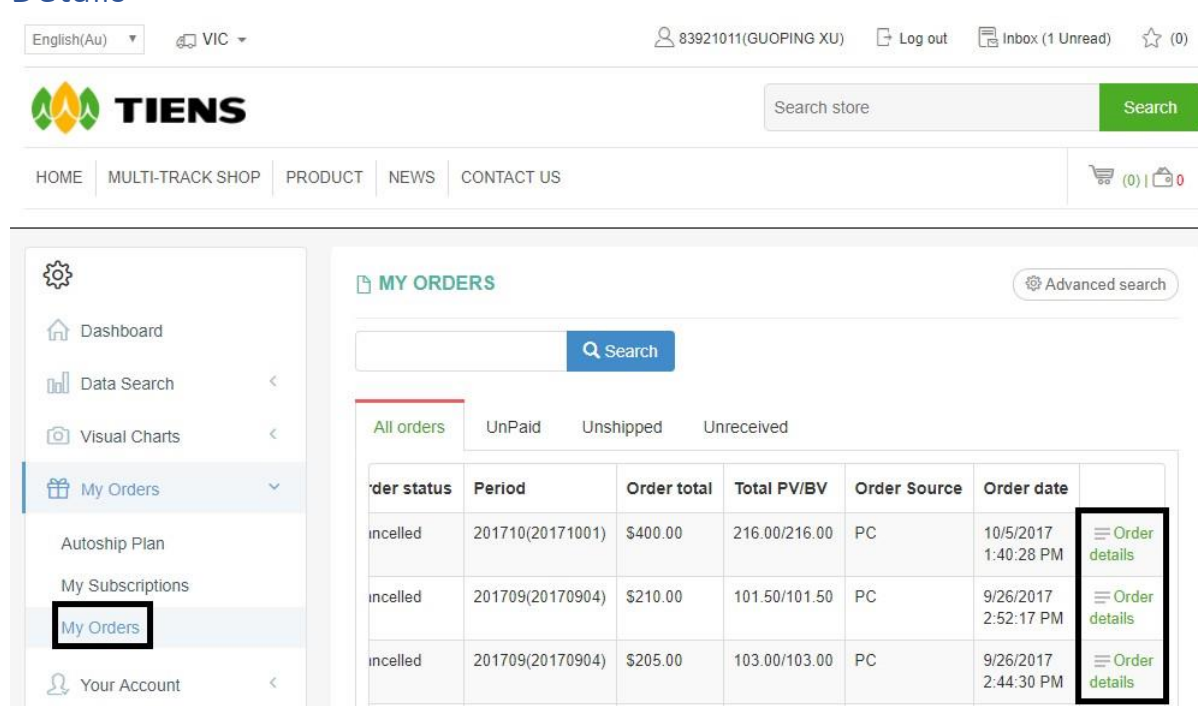 Details
English(Au) VIC 83921011(GUOPING XU) Log out Inbox (1 Unread) (0)
TIENS Search store Search
HOME MULTI-TRACK SHOP PRODUCT NEWS CONTACT US (0) | 0
MY ORDERS Advanced search
Dashboard
Search
Data Search
Visual Charts
All orders UnPaid Unshipped Unreceived
My Orders
rder status Period Order total Total PV/BV Order Source Order date
ncelled 201710(20171001) $400.00 216.00/216.00 PC 10/5/2017 Order
1:40:28 PM details
Autoship Plan
My Subscriptions
ncelled 201709(20170904) $210.00 101.50/101.50 PC 9/26/2017 Order
2:52:17 PM details
My Orders
ncelled 201709(20170904) $205.00 103.00/103.00 PC 9/26/2017 Order
2:44:30 PM details
Your Account